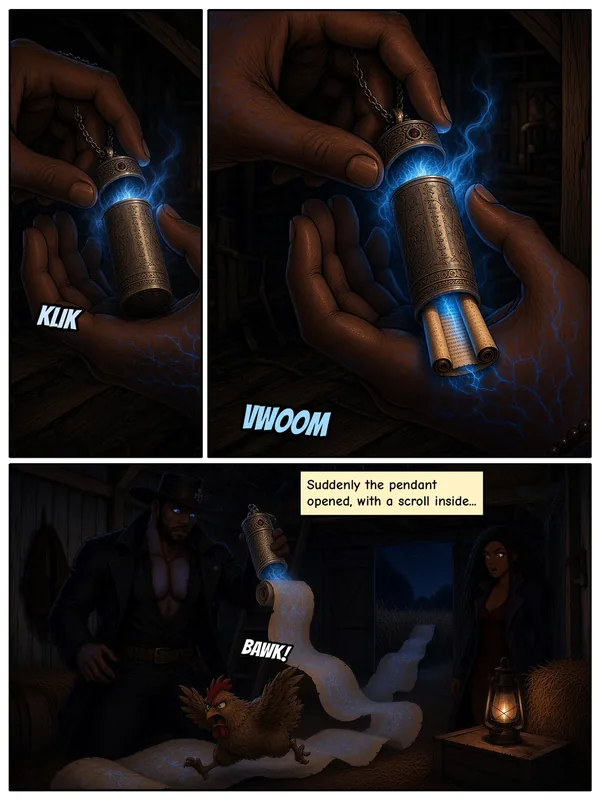 KLIK
VWOOM
Suddenly the pendant
opened, with a scroll inside...
BAWK!